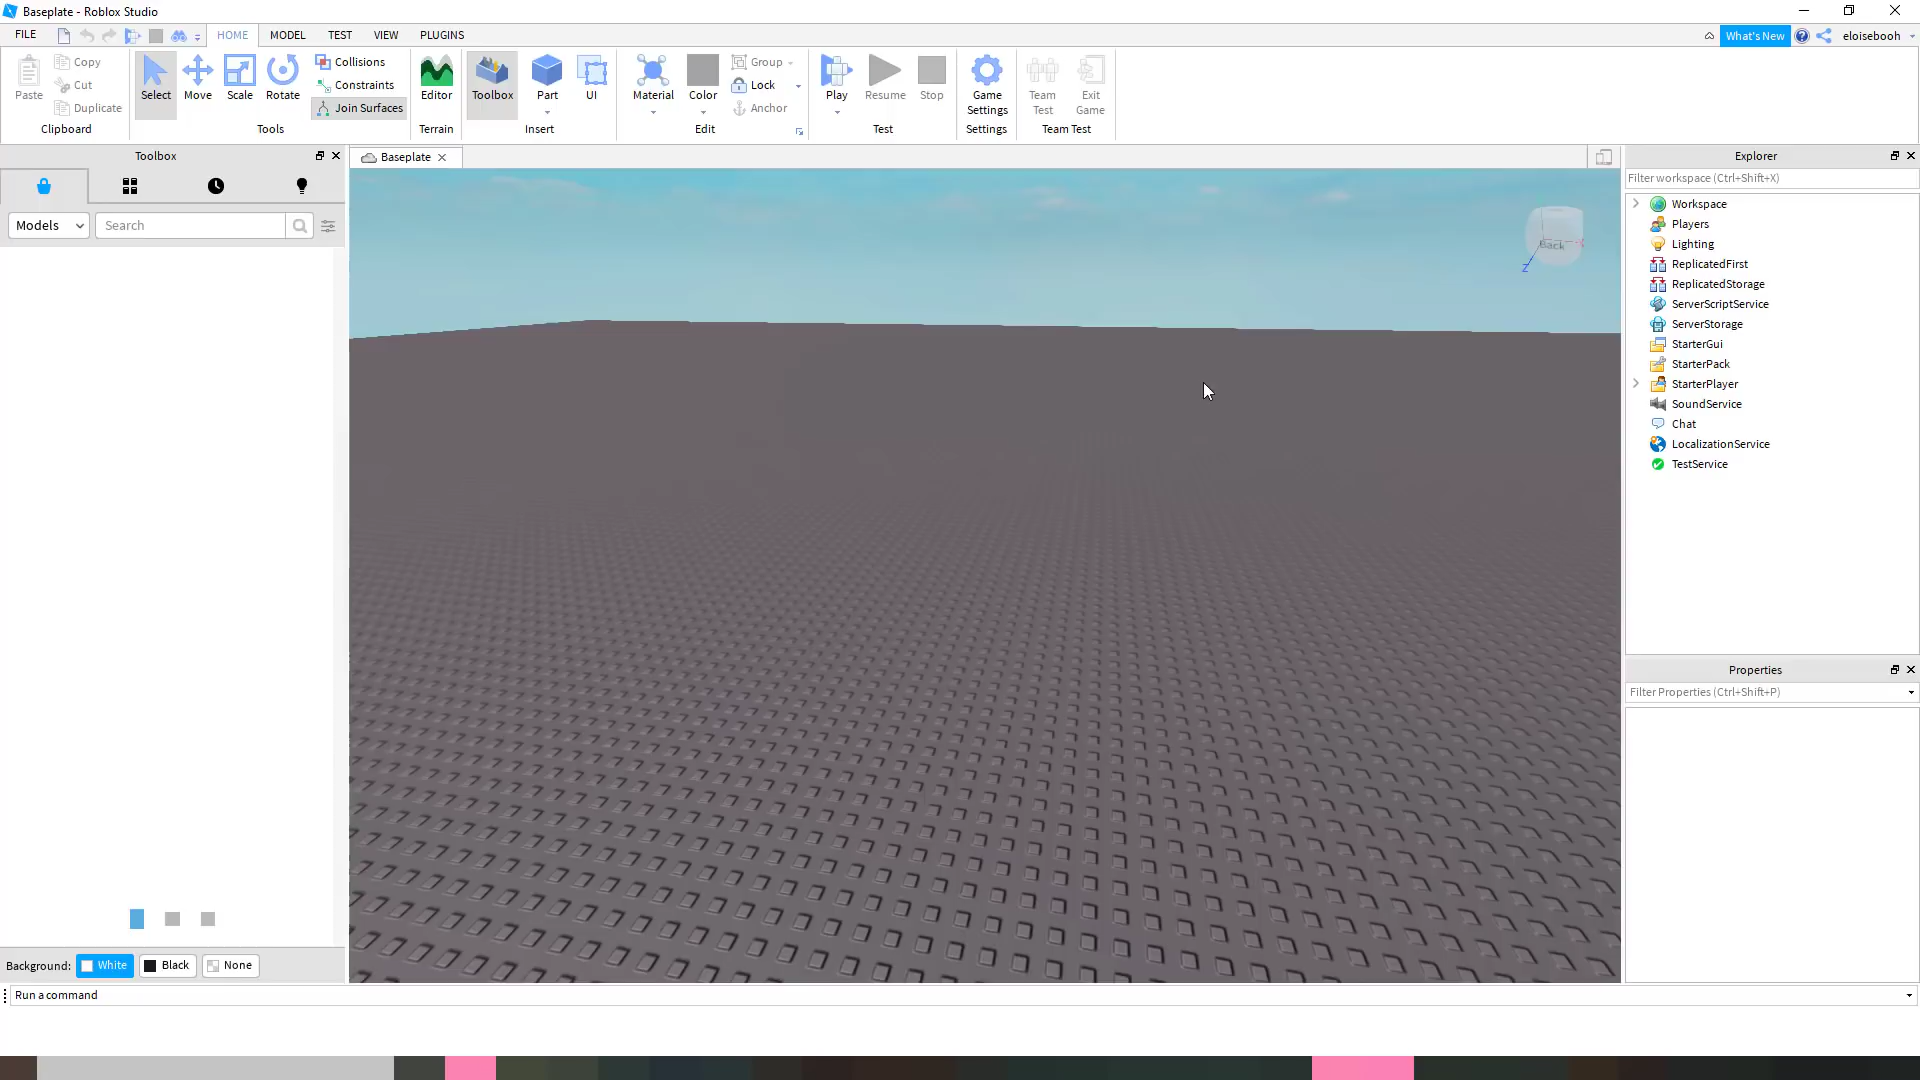 Baseplate - Roblox Studio
FILE
HOME
MODEL
TEST
VIEW
PLUGINS
What's New
eloisebooh
Paste
Copy
Cut
Duplicate
Clipboard
Select
Move
Scale
Rotate
Collisions
Constraints
Join Surfaces
Tools
Editor
Terrain
Toolbox
Part
UI
Insert
Material
Color
Group
Lock
Anchor
Edit
Play
Resume
Stop
Test
Game
Settings
Settings
Team
Test
Exit
Game
Team Test
Toolbox
Models
Search
Baseplate
Back
Z
Explorer
Filter workspace (Ctrl+Shift+X)
Workspace
Players
Lighting
ReplicatedFirst
ReplicatedStorage
ServerScriptService
ServerStorage
StarterGui
StarterPack
StarterPlayer
SoundService
Chat
LocalizationService
TestService
Properties
Filter Properties (Ctrl+Shift+P)
Background:
White
Black
None
Run a command